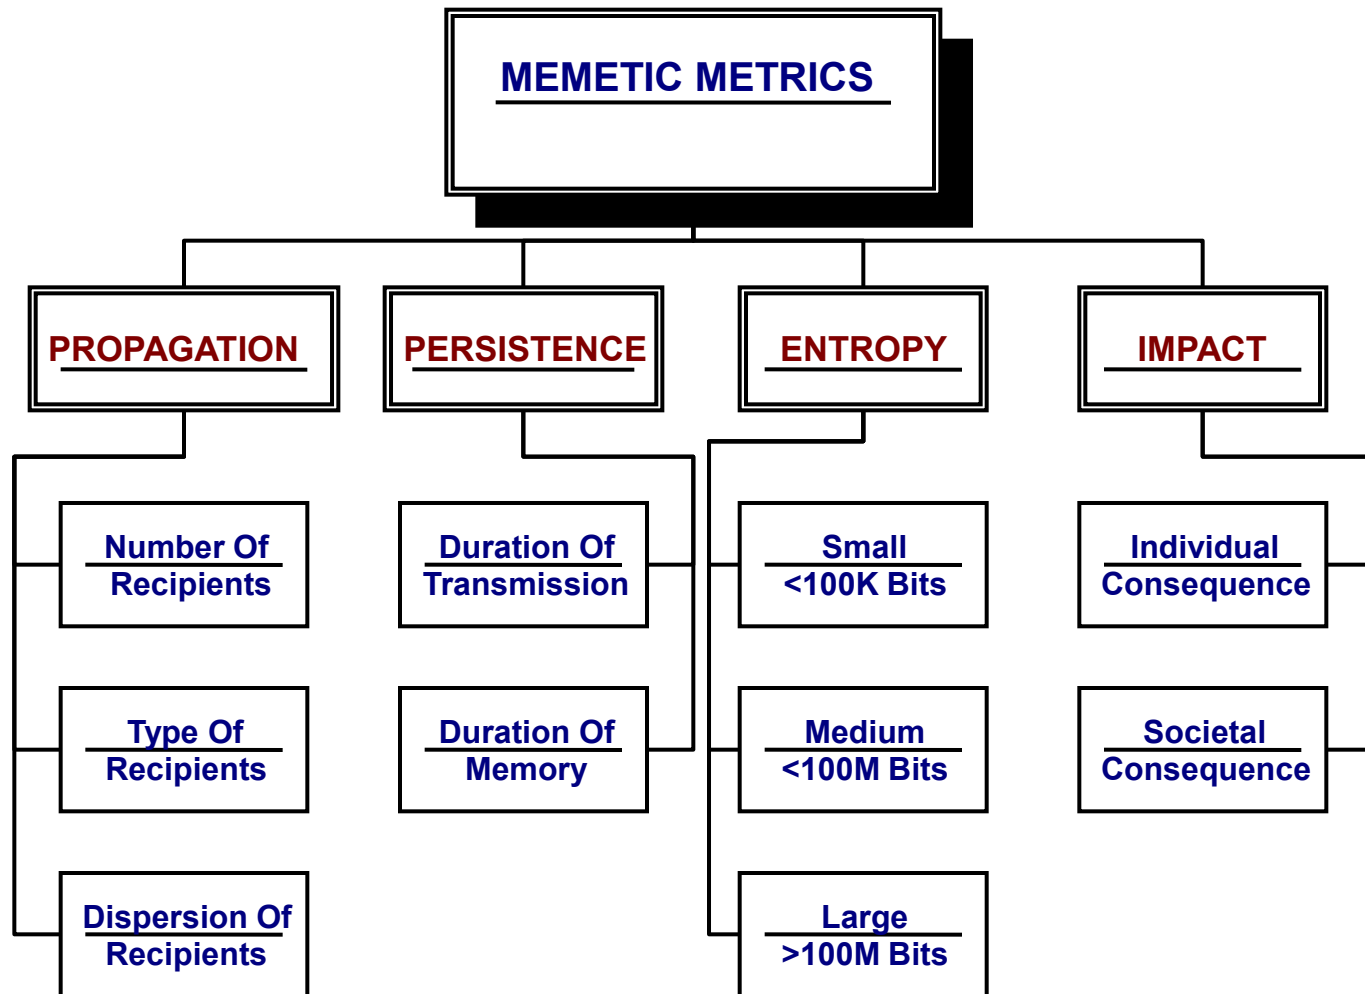 MEMETIC METRICS
PROPAGATION
PERSISTENCE
ENTROPY
IMPACT
Number Of
Recipients
Duration Of
Transmission
Small
<100K Bits
Individual
Consequence
Type Of
Recipients
Duration Of
Memory
Medium
<100M Bits
Societal
Consequence
Dispersion Of
Recipients
Large
>100M Bits